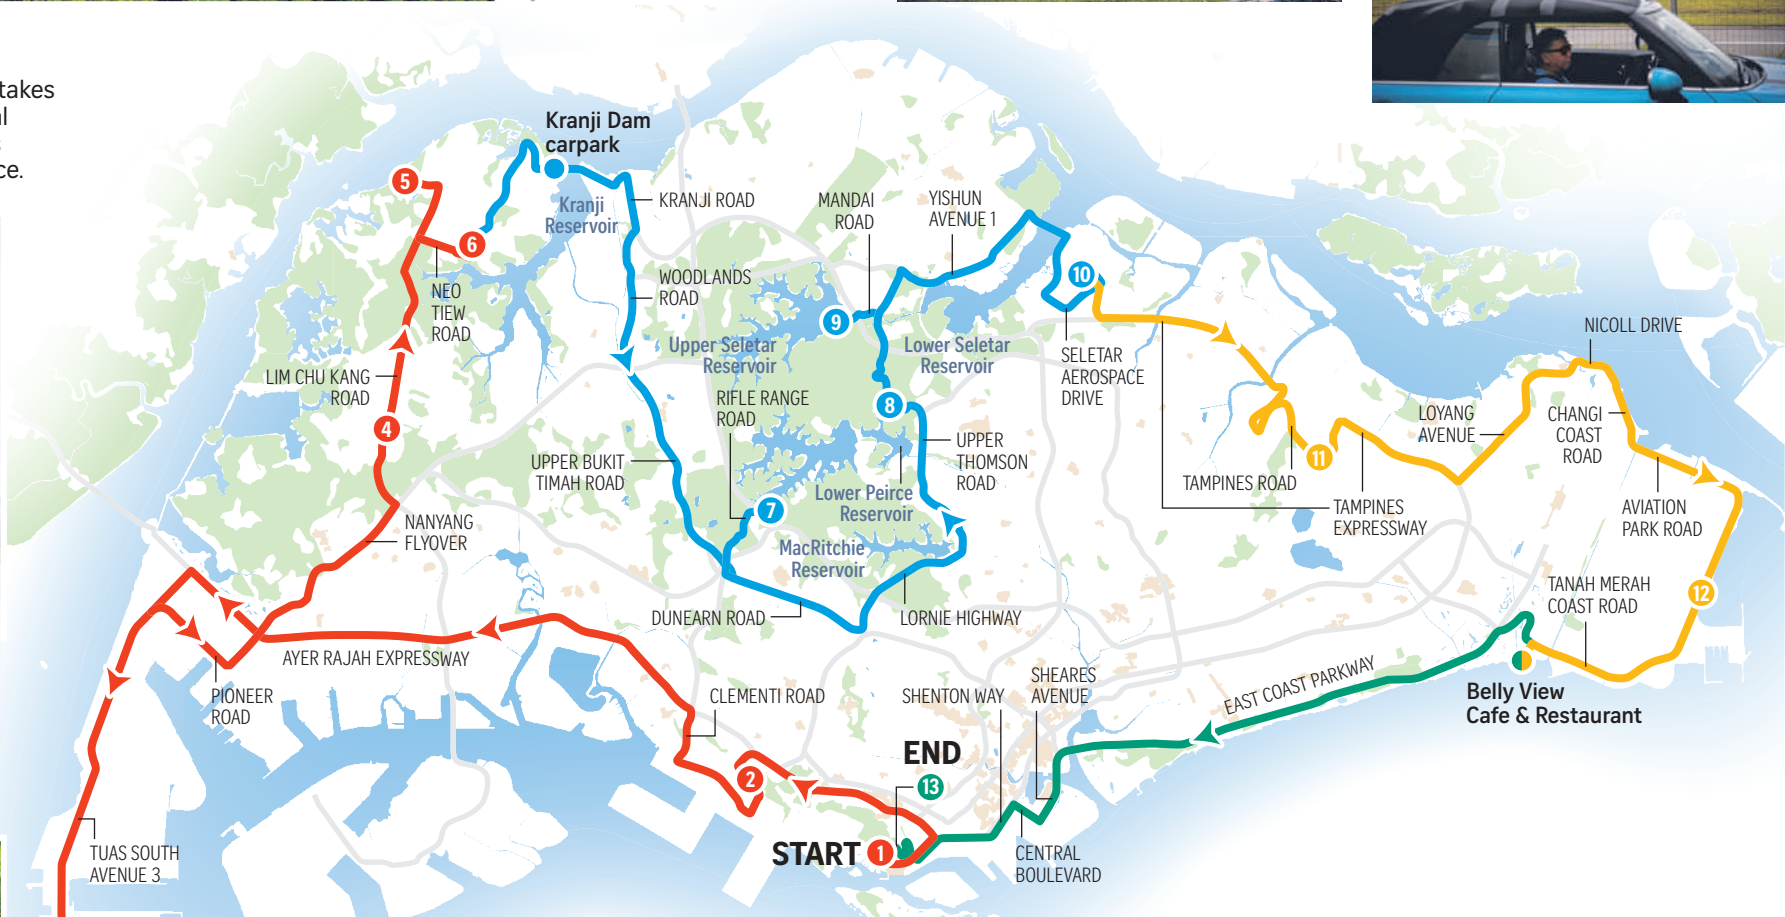 takes
al
ce.
Kranji Dam
carpark
5
6
Kranji
Reservoir
KRANJI ROAD
MANDAI
ROAD
YISHUN
AVENUE 1
NEO
TIEW
ROAD
WOODLANDS
ROAD
10
9
NICOLL DRIVE
Upper Seletar
Reservoir
Lower Seletar
Reservoir
SELETAR
AEROSPACE
DRIVE
LIM CHU KANG
ROAD
RIFLE RANGE
ROAD
8
4
LOYANG
AVENUE
CHANGI
COAST
ROAD
UPPER
THOMSON
ROAD
UPPER BUKIT
TIMAH ROAD
11
TAMPINES ROAD
Lower Peirce
Reservoir
7
TAMPINES
EXPRESSWAY
AVIATION
PARK ROAD
NANYANG
FLYOVER
MacRitchie
Reservoir
TANAH MERAH
COAST ROAD
12
DUNEARN ROAD
LORNIE HIGHWAY
AYER RAJAH EXPRESSWAY
PIONEER
ROAD
CLEMENTI ROAD
SHENTON WAY
SHEARES
AVENUE
EAST COAST PARKWAY
Belly View
Cafe & Restaurant
END
13
2
START 1
TUAS SOUTH
AVENUE 3
CENTRAL
BOULEVARD